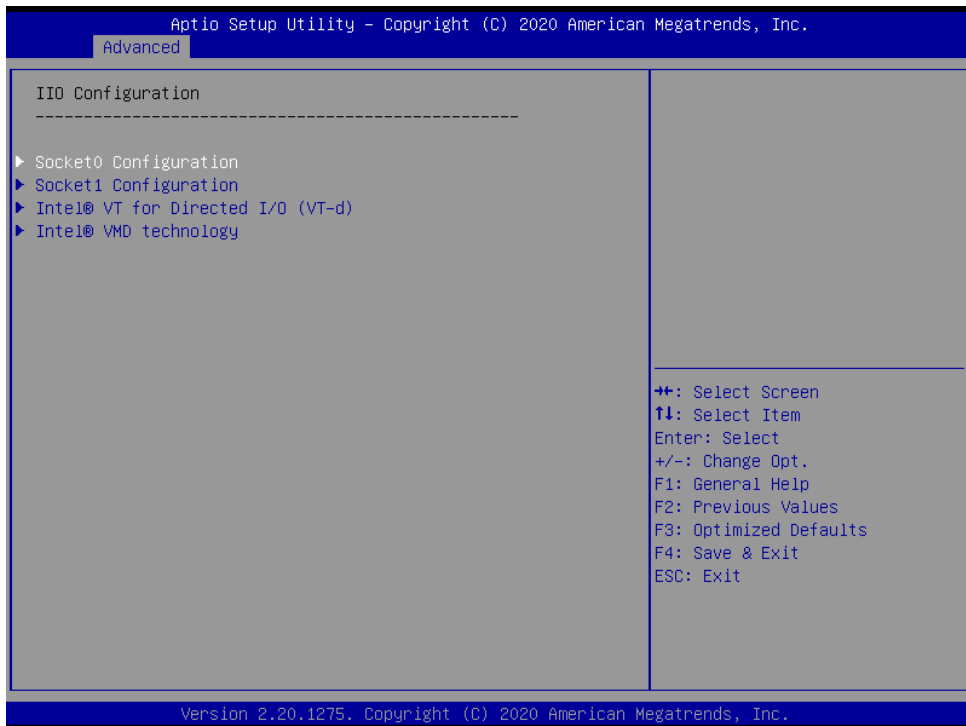 Aptio Setup Utility – Copyright (C) 2020 American Megatrends, Inc.
Advanced
IIO Configuration
--------------------------------------------------
Socket0 Configuration
Socket1 Configuration
Intel® VT for Directed I/O (VT-d)
Intel® VMD technology
→←: Select Screen
↑↓: Select Item
Enter: Select
+/-: Change Opt.
F1: General Help
F2: Previous Values
F3: Optimized Defaults
F4: Save & Exit
ESC: Exit
Version 2.20.1275. Copyright (C) 2020 American Megatrends, Inc.